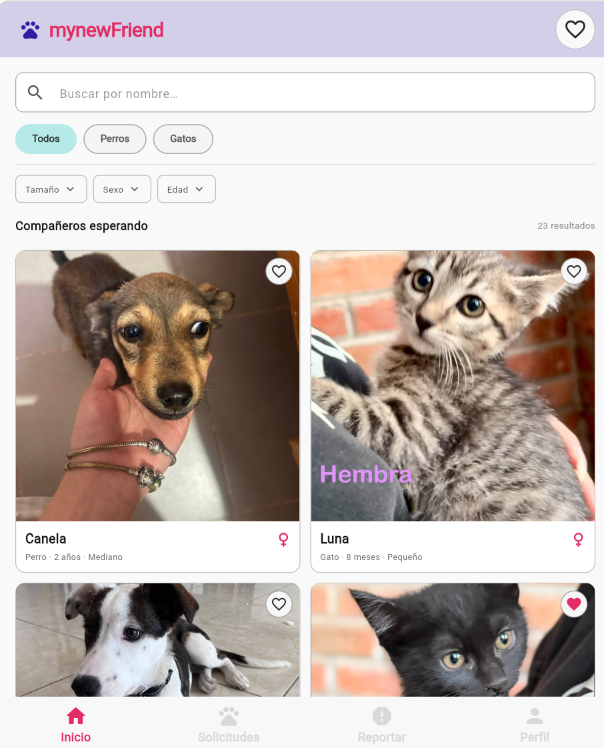 mynewFriend
Buscar por nombre...
Todos Perros Gatos
Tamaño Sexo Edad
Compañeros esperando 23 resultados
Hembra
Canela Luna
Perro · 2 años · Mediano Gato · 8 meses · Pequeño
Inicio Solicitudes Reportar Perfil